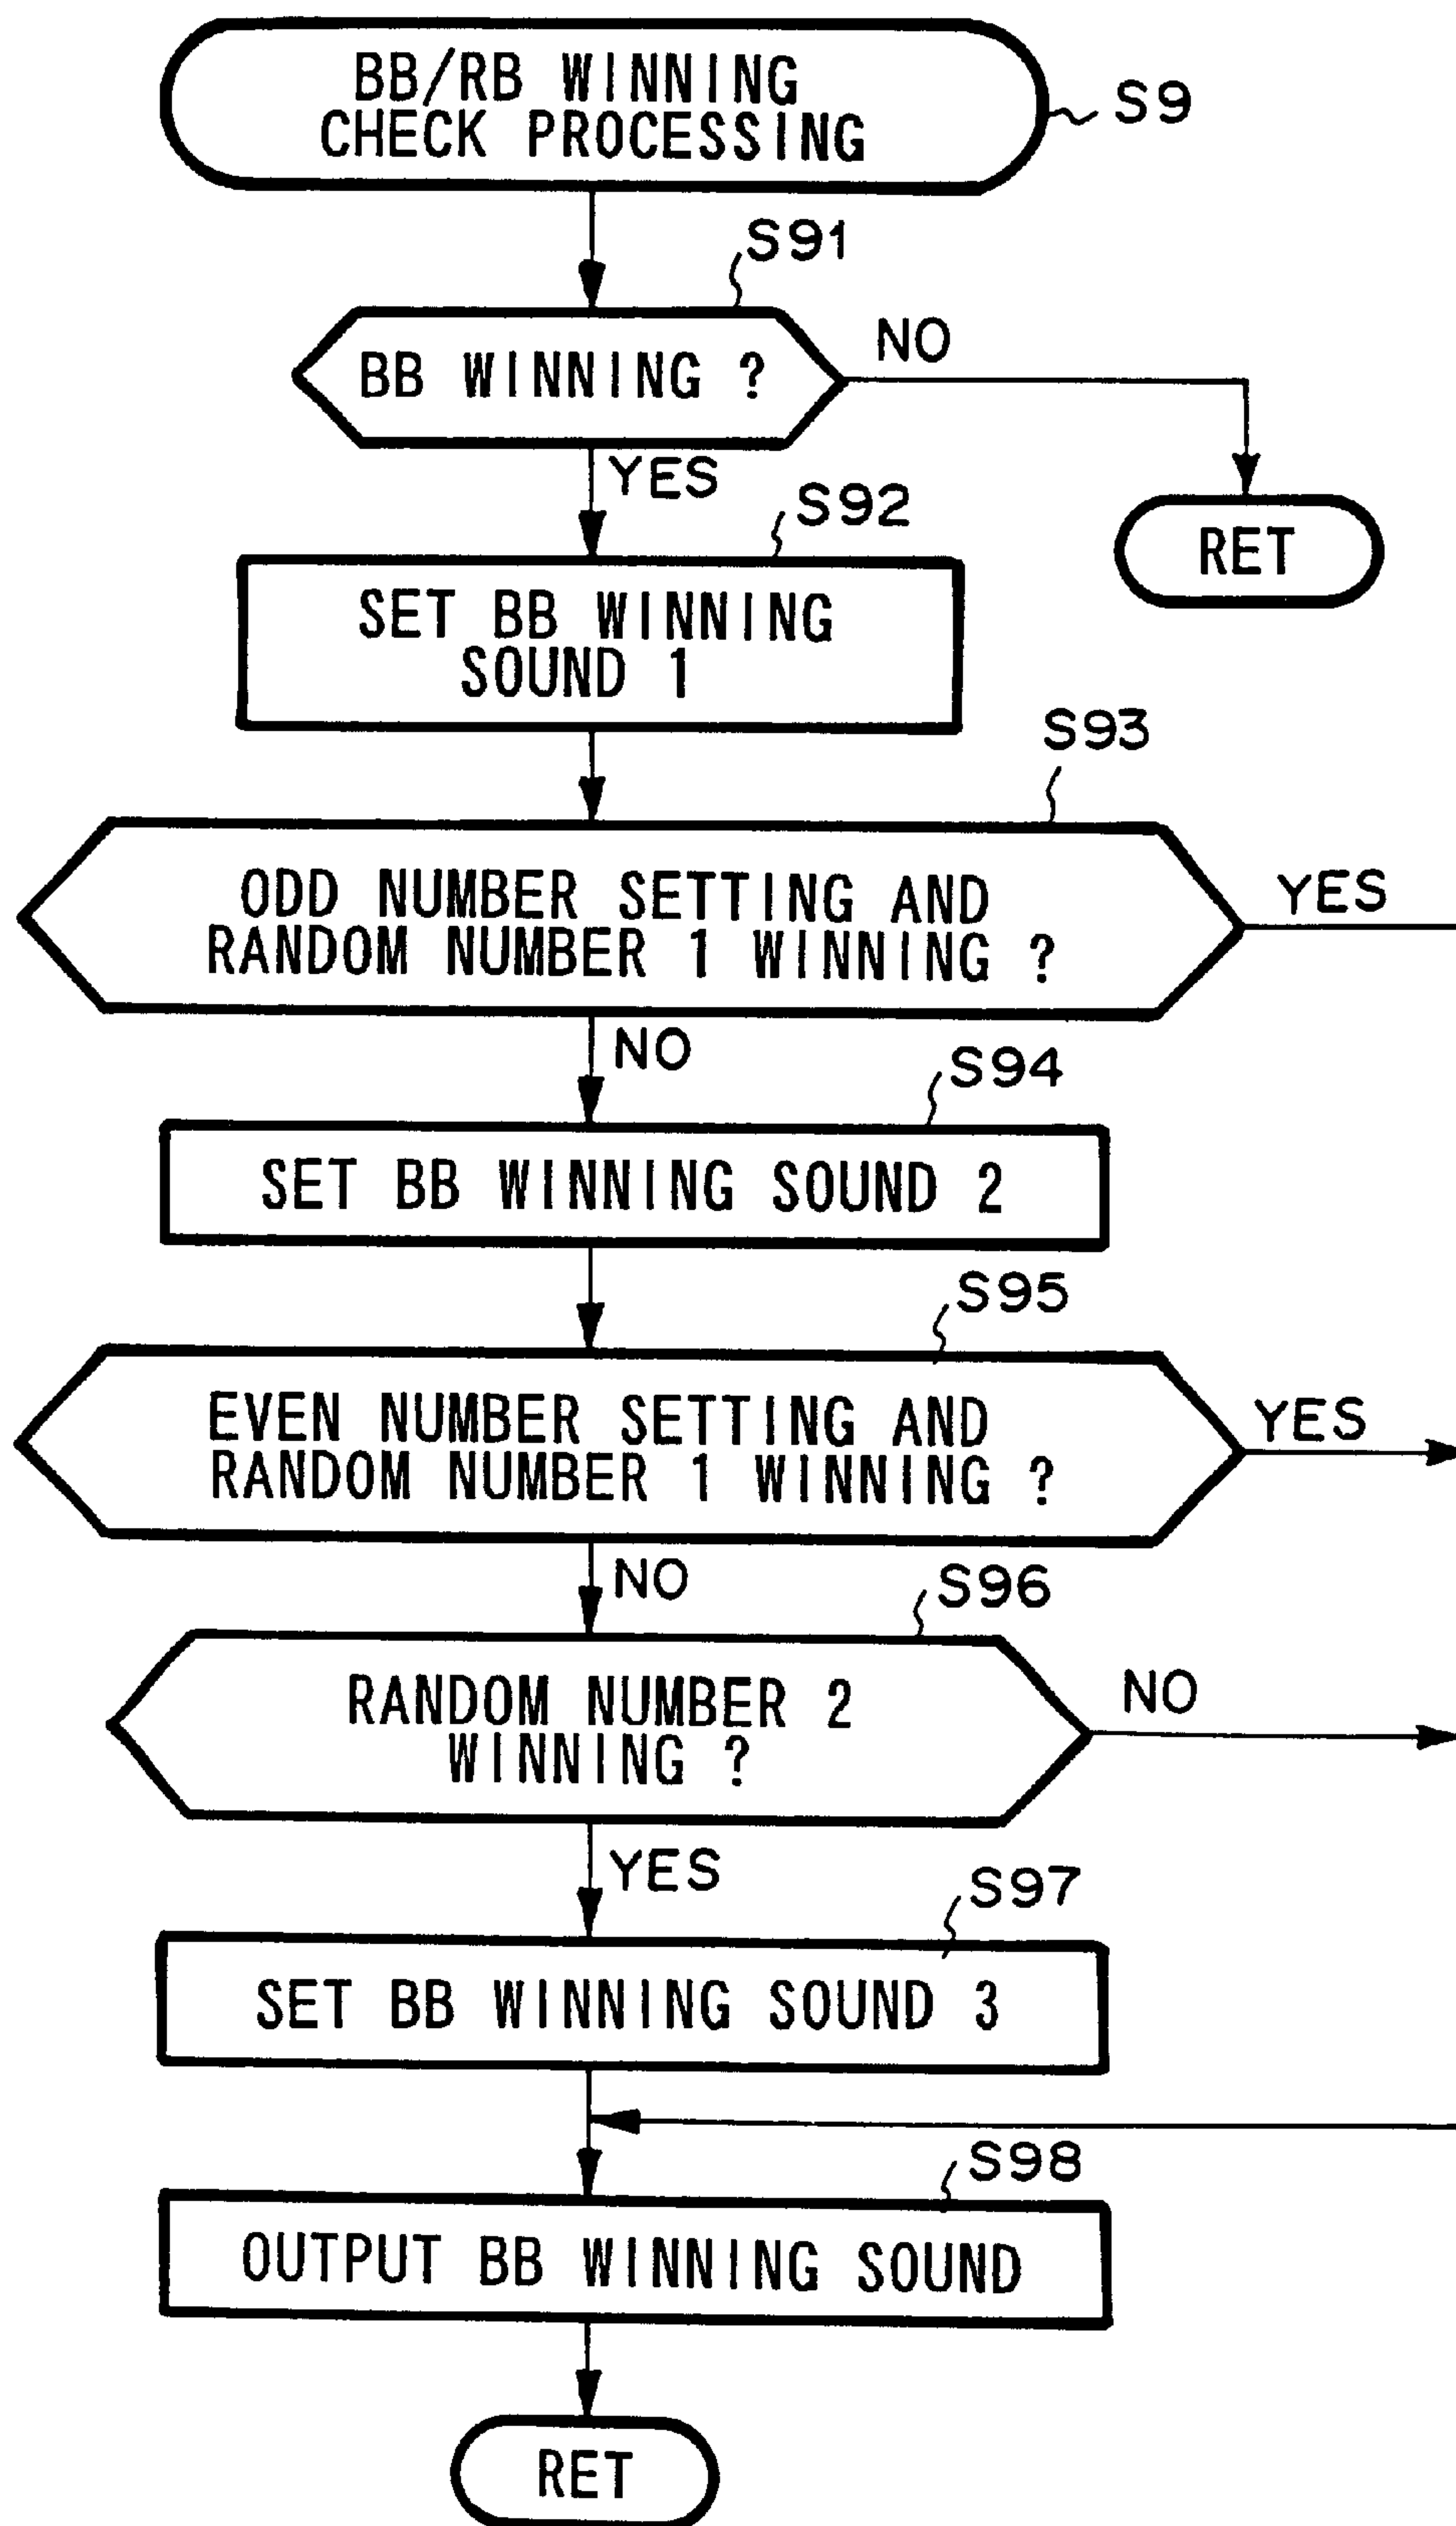 BB/RB WINNING
CHECK PROCESSING
S9
S91
BB WINNING ?
NO
YES
RET
S92
SET BB WINNING
SOUND 1
S93
ODD NUMBER SETTING AND
RANDOM NUMBER 1 WINNING ?
YES
NO
S94
SET BB WINNING SOUND 2
S95
EVEN NUMBER SETTING AND
RANDOM NUMBER 1 WINNING ?
YES
NO
S96
RANDOM NUMBER 2
WINNING ?
NO
YES
S97
SET BB WINNING SOUND 3
S98
OUTPUT BB WINNING SOUND
RET